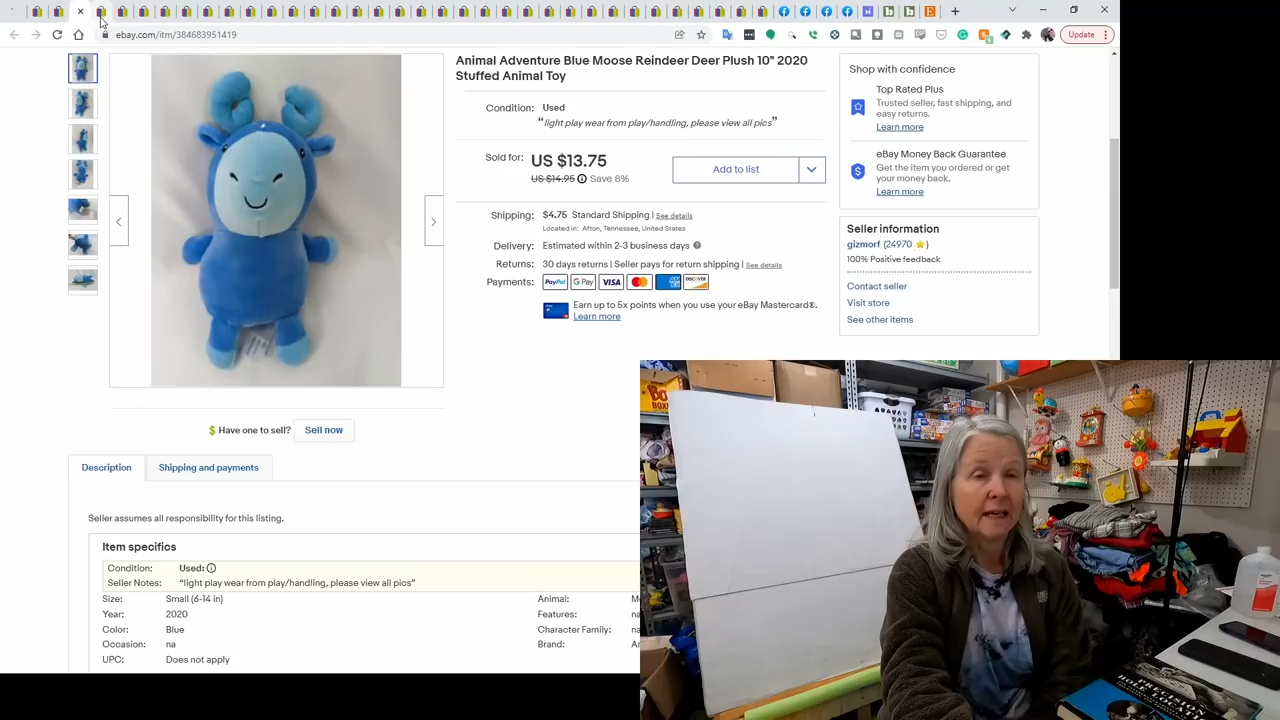 ebay.com/itm/384683951419
Update
Animal Adventure Blue Moose Reindeer Deer Plush 10" 2020
Stuffed Animal Toy
Condition: Used
“light play wear from play/handling, please view all pics”
Sold for: US $13.75
US $14.95 Save 8%
Add to list
Shipping: $4.75 Standard Shipping | See details
Located in: Afton, Tennessee, United States
Delivery: Estimated within 2-3 business days
Returns: 30 days returns | Seller pays for return shipping | See details
Payments: PayPal G Pay VISA DISCOVER
Earn up to 5x points when you use your eBay Mastercard®.
Learn more
Shop with confidence
Top Rated Plus
Trusted seller, fast shipping, and
easy returns.
Learn more
eBay Money Back Guarantee
Get the item you ordered or get
your money back.
Learn more
Seller information
gizmorf (24970 )
100% Positive feedback
Contact seller
Visit store
See other items
Have one to sell? Sell now
Description
Shipping and payments
Seller assumes all responsibility for this listing.
Item specifics
Condition: Used:
Seller Notes: “light play wear from play/handling, please view all pics”
Size: Small (6-14 in)
Year: 2020
Color: Blue
Occasion: na
UPC: Does not apply
Animal:
Features: na
Character Family: na
Brand:
PRECISION
HOLE LOCATION